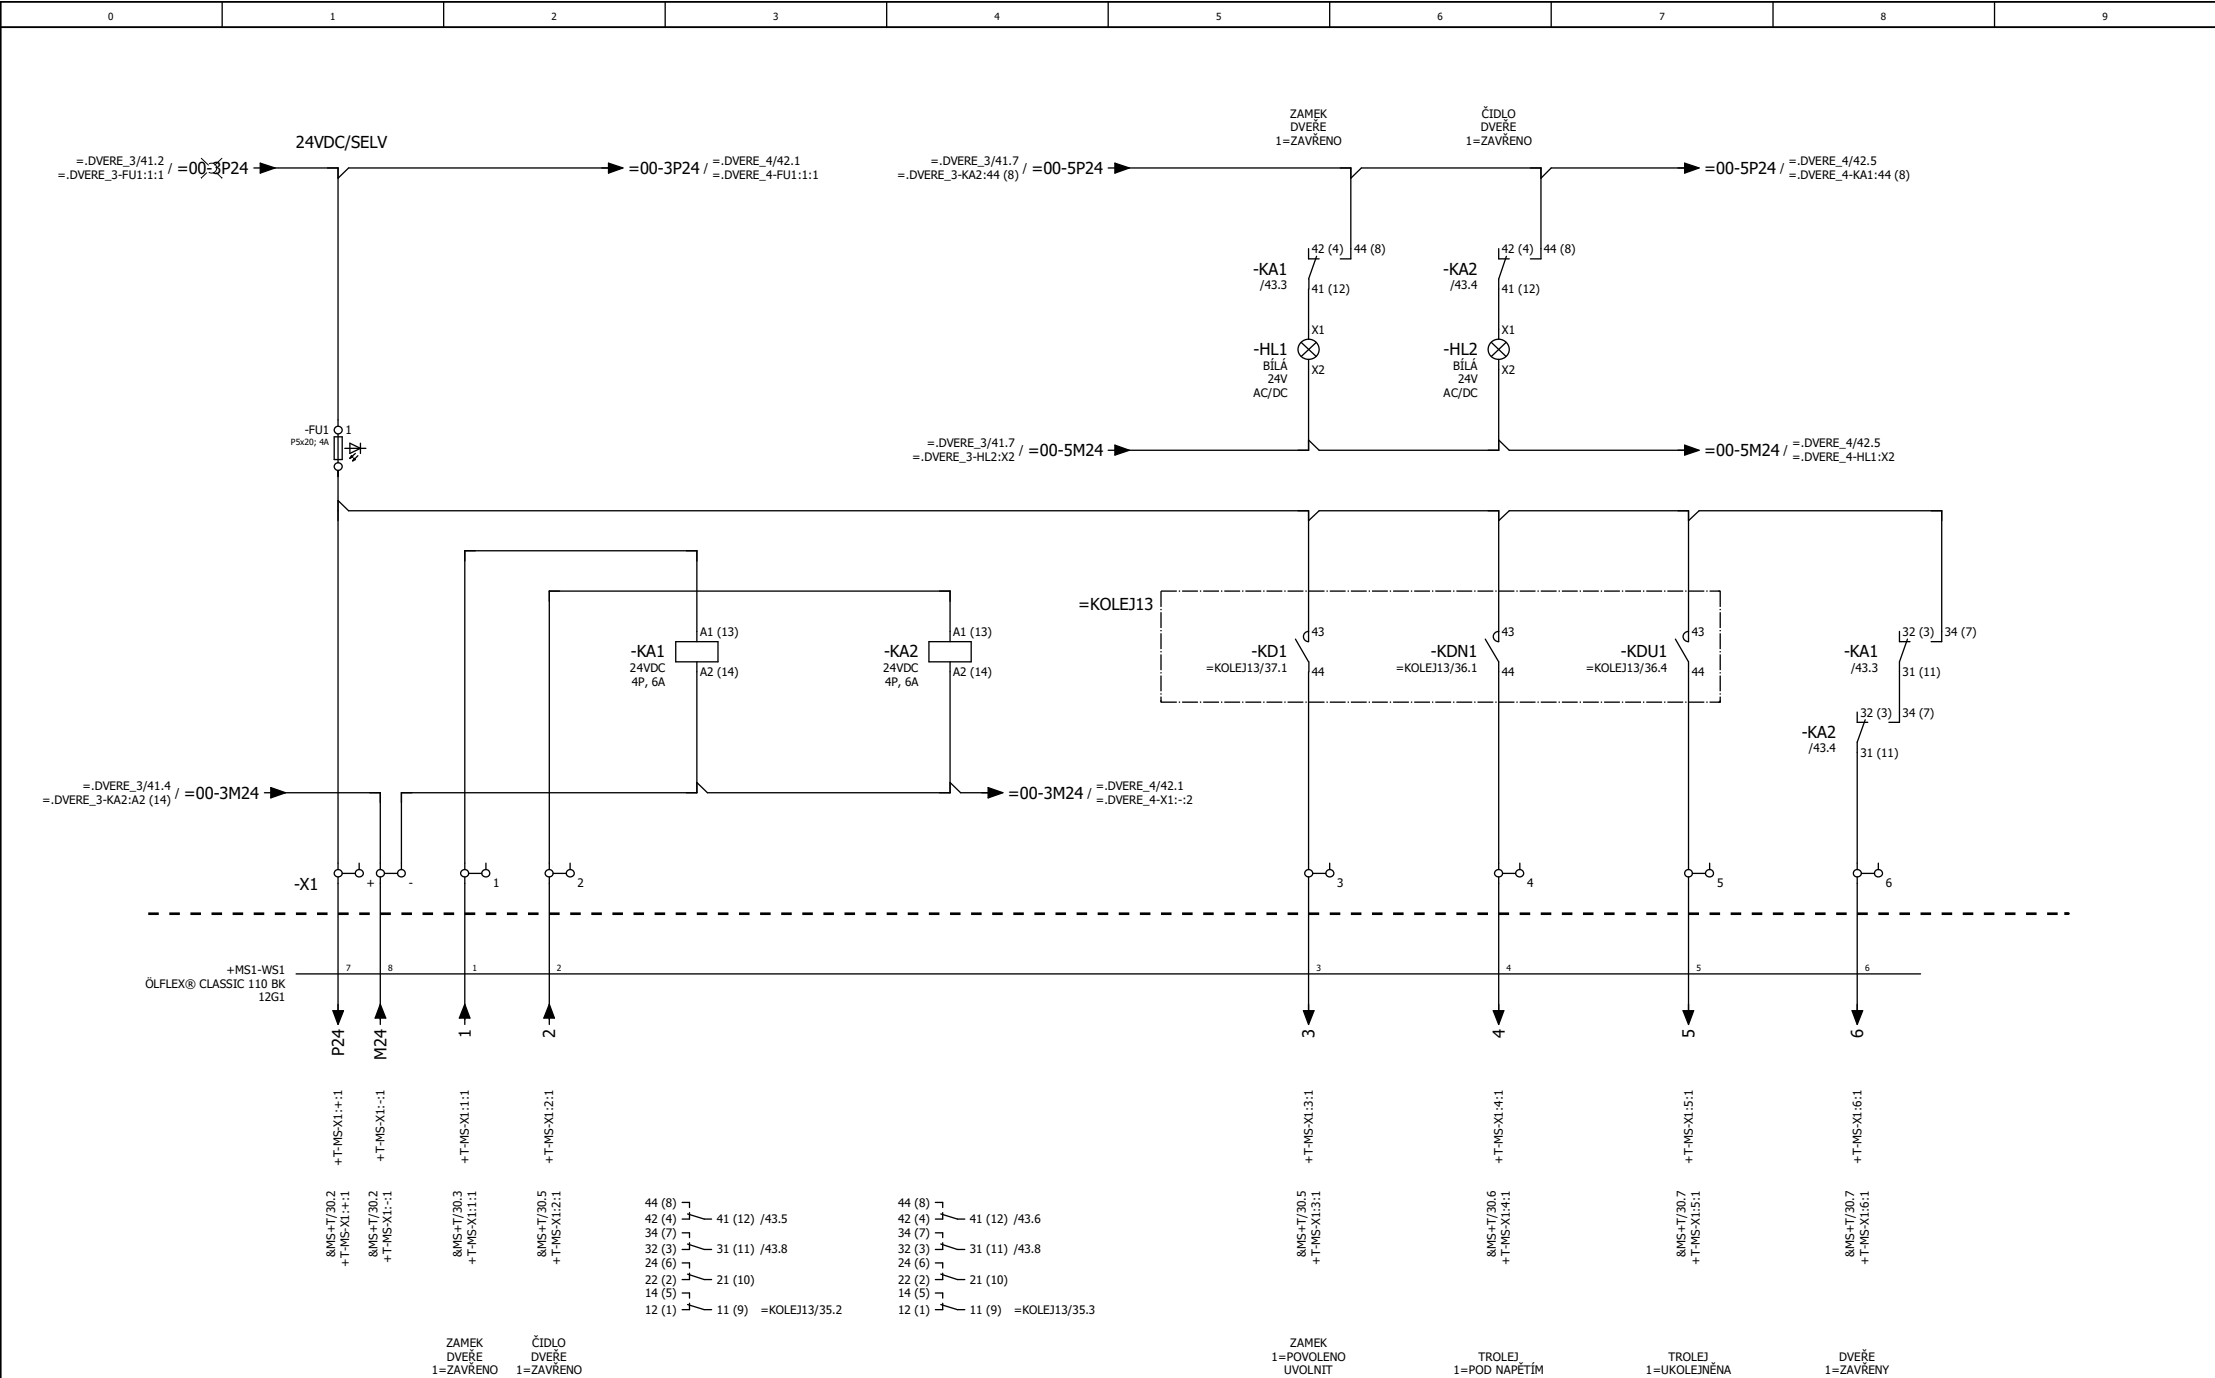 0 1 2 3 4 5 6 7 8 9
ZAMEK
DVEŘE
1=ZAVŘENO
ČIDLO
DVEŘE
1=ZAVŘENO
24VDC/SELV
=.DVERE_3/41.2
=.DVERE_3-FU1:1:1
/ =00-3P24
=00-3P24 /
=.DVERE_4/42.1
=.DVERE_4-FU1:1:1
=.DVERE_3/41.7
=.DVERE_3-KA2:44 (8)
/ =00-5P24
=00-5P24 /
=.DVERE_4/42.5
=.DVERE_4-KA1:44 (8)
42 (4) 44 (8)
-KA1
/43.3
41 (12)
42 (4) 44 (8)
-KA2
/43.4
41 (12)
X1
-HL1
BÍLÁ
24V
AC/DC
X2
X1
-HL2
BÍLÁ
24V
AC/DC
X2
-FU1
P5x20; 4A
1
=.DVERE_3/41.7
=.DVERE_3-HL2:X2
/ =00-5M24
=00-5M24 /
=.DVERE_4/42.5
=.DVERE_4-HL1:X2
=KOLEJ13
A1 (13)
-KA1
24VDC
4P, 6A
A2 (14)
A1 (13)
-KA2
24VDC
4P, 6A
A2 (14)
43
-KD1
=KOLEJ13/37.1
44
43
-KDN1
=KOLEJ13/36.1
44
43
-KDU1
=KOLEJ13/36.4
44
32 (3) 34 (7)
-KA1
/43.3
31 (11)
32 (3) 34 (7)
-KA2
/43.4
31 (11)
=.DVERE_3/41.4
=.DVERE_3-KA2:A2 (14)
/ =00-3M24
=00-3M24 /
=.DVERE_4/42.1
=.DVERE_4-X1:-:2
-X1
+ - 1 2 3 4 5 6
+MS1-WS1
ÖLFLEX® CLASSIC 110 BK
12G1
7 8 1 2 3 4 5 6
P24 M24 1 2 3 4 5 6
+T-MS-X1:+:1
+T-MS-X1:-:1
+T-MS-X1:1:1
+T-MS-X1:2:1
+T-MS-X1:3:1
+T-MS-X1:4:1
+T-MS-X1:5:1
+T-MS-X1:6:1
&MS+T/30.2
+T-MS-X1:+:1
&MS+T/30.2
+T-MS-X1:-:1
&MS+T/30.3
+T-MS-X1:1:1
&MS+T/30.5
+T-MS-X1:2:1
44 (8)
42 (4) 41 (12) /43.5
34 (7)
32 (3) 31 (11) /43.8
24 (6)
22 (2) 21 (10)
14 (5)
12 (1) 11 (9) =KOLEJ13/35.2
44 (8)
42 (4) 41 (12) /43.6
34 (7)
32 (3) 31 (11) /43.8
24 (6)
22 (2) 21 (10)
14 (5)
12 (1) 11 (9) =KOLEJ13/35.3
&MS+T/30.5
+T-MS-X1:3:1
&MS+T/30.6
+T-MS-X1:4:1
&MS+T/30.7
+T-MS-X1:5:1
&MS+T/30.7
+T-MS-X1:6:1
ZAMEK
DVEŘE
1=ZAVŘENO
ČIDLO
DVEŘE
1=ZAVŘENO
ZAMEK
1=POVOLENO
UVOLNIT
TROLEJ
1=POD NAPĚTÍM
TROLEJ
1=UKOLEJNĚNA
DVEŘE
1=ZAVŘENY